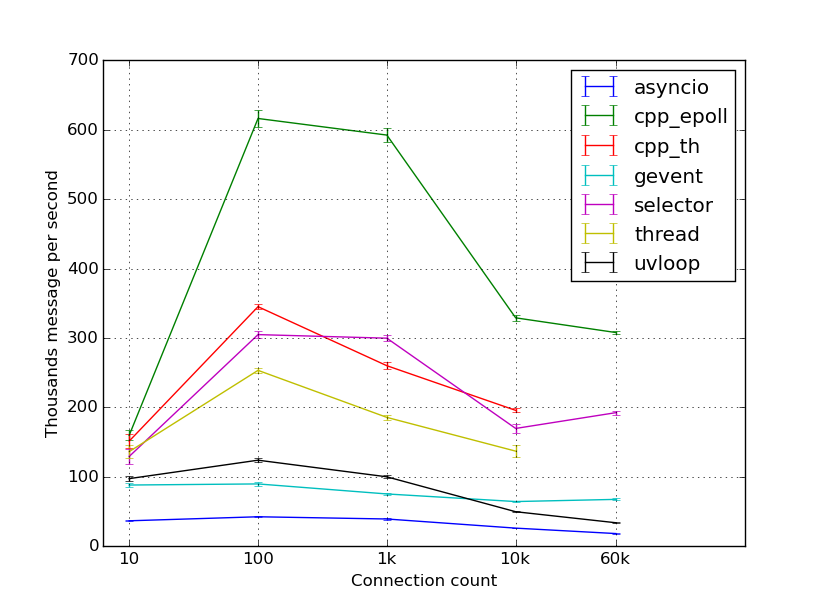 700
600
500
400
300
200
100
0
Thousands message per second
asyncio
cpp_epoll
cpp_th
gevent
selector
thread
uvloop
10 100 1k 10k 60k
Connection count